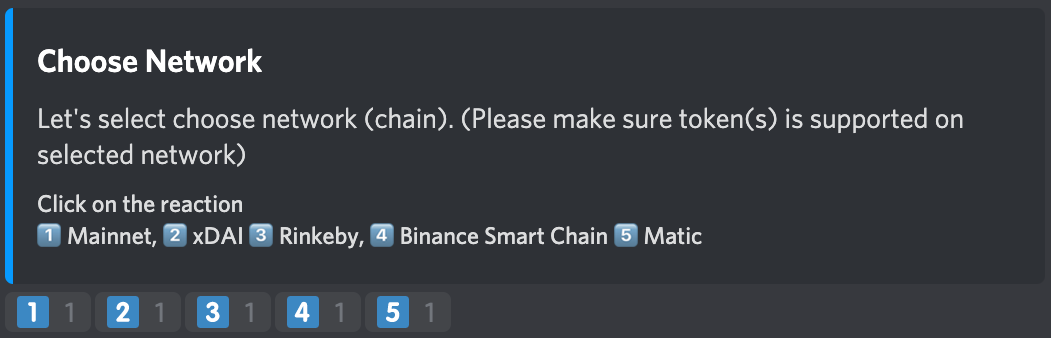 Choose Network
Let's select choose network (chain). (Please make sure token(s) is supported on
selected network)
Click on the reaction
1️⃣ Mainnet, 2️⃣ xDAI 3️⃣ Rinkeby, 4️⃣ Binance Smart Chain 5️⃣ Matic
1 1 2 1 3 1 4 1 5 1